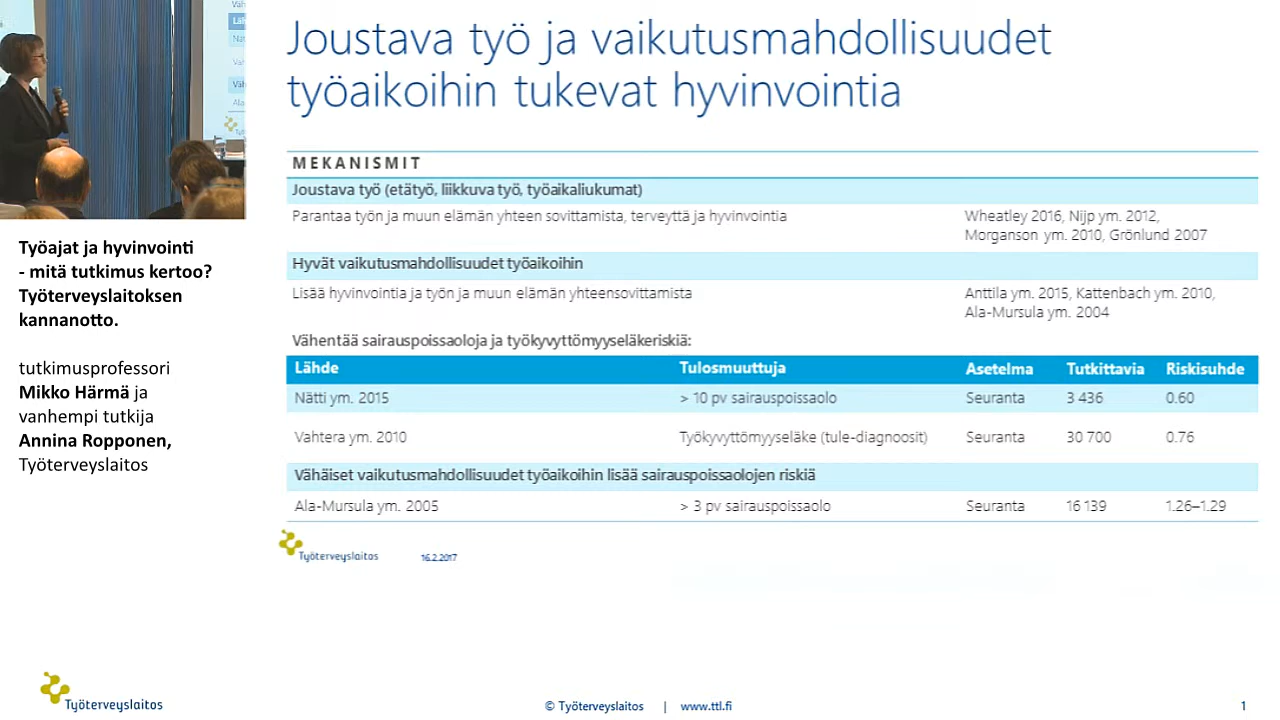 Joustava työ ja vaikutusmahdollisuudet
työaikoihin tukevat hyvinvointia
MEKANISMIT
Joustava työ (etätyö, liikkuva työ, työaikaliukumat)
Parantaa työn ja muun elämän yhteen sovittamista, terveyttä ja hyvinvointia
Wheatley 2016, Nijp ym. 2012,
Morganson ym. 2010, Grönlund 2007
Hyvät vaikutusmahdollisuudet työaikoihin
Lisää hyvinvointia ja työn ja muun elämän yhteensovittamista
Anttila ym. 2015, Kattenbach ym. 2010,
Ala-Mursula ym. 2004
Vähentää sairauspoissaoloja ja työkyvyttömyyseläkeriskiä:
Lähde Tulosmuuttuja Asetelma Tutkittavia Riskisuhde
Nätti ym. 2015 > 10 pv sairauspoissaolo Seuranta 3 436 0.60
Vahtera ym. 2010 Työkyvyttömyyseläke (tule-diagnoosit) Seuranta 30 700 0.76
Vähäiset vaikutusmahdollisuudet työaikoihin lisää sairauspoissaolojen riskiä
Ala-Mursula ym. 2005 > 3 pv sairauspoissaolo Seuranta 16 139 1.26–1.29
Työterveyslaitos 16.2.2017
Työajat ja hyvinvointi
- mitä tutkimus kertoo?
Työterveyslaitoksen
kannanotto.
tutkimusprofessori
Mikko Härmä ja
vanhempi tutkija
Annina Ropponen,
Työterveyslaitos
Työterveyslaitos
© Työterveyslaitos | www.ttl.fi
1